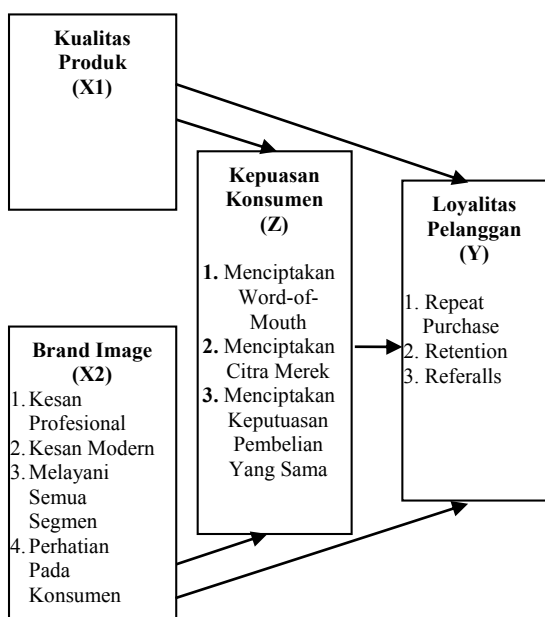 Kualitas
Produk
(X1)
Kepuasan
Konsumen
(Z)
1. Menciptakan
Word-of-
Mouth
2. Menciptakan
Citra Merek
3. Menciptakan
Keputuasan
Pembelian
Yang Sama
Loyalitas
Pelanggan
(Y)
1. Repeat
Purchase
2. Retention
3. Referalls
Brand Image
(X2)
1. Kesan
Profesional
2. Kesan Modern
3. Melayani
Semua
Segmen
4. Perhatian
Pada
Konsumen